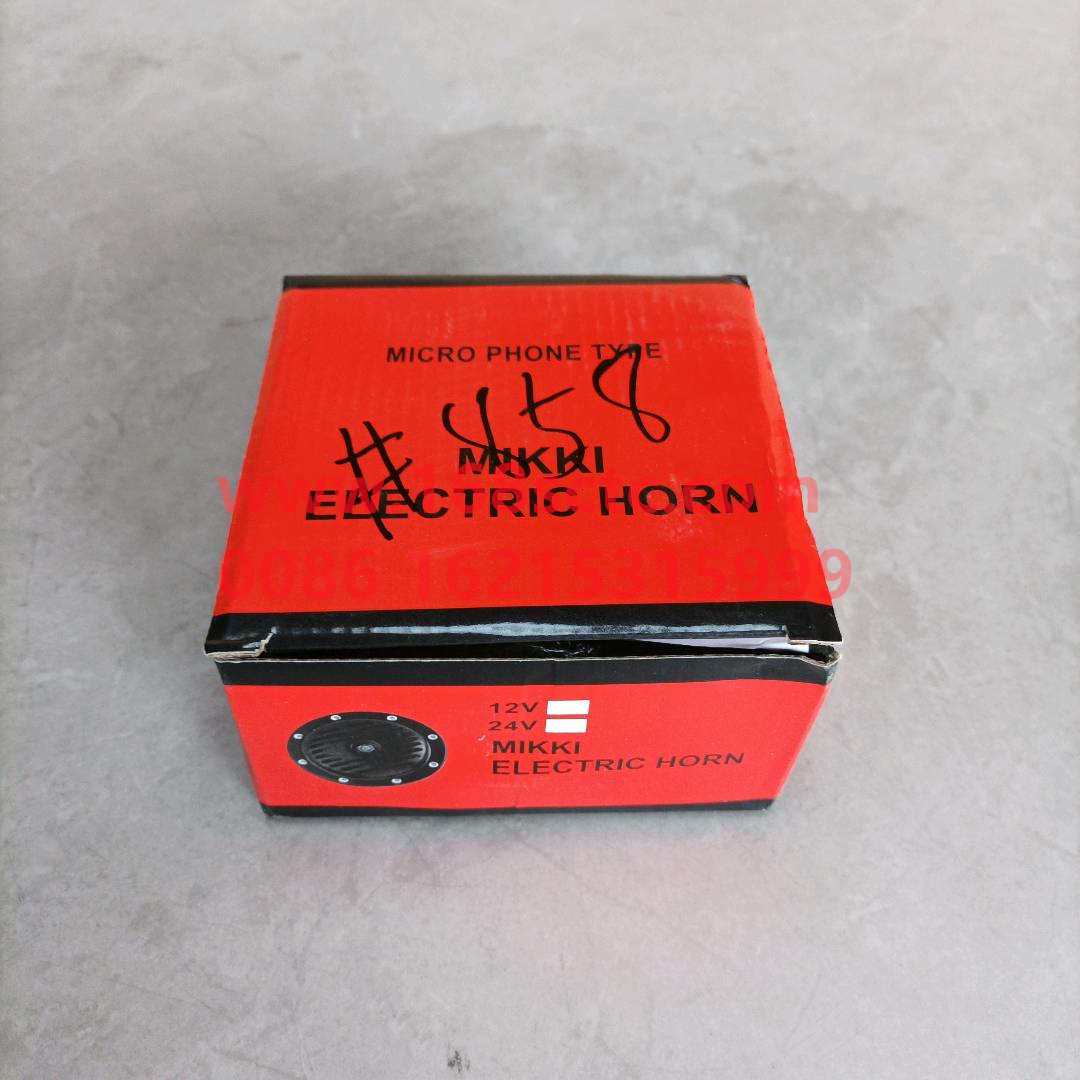 MICRO PHONE TYPE
#458
MIKKI
ELECTRIC HORN
0086 16215315999
12V
24V
MIKKI
ELECTRIC HORN